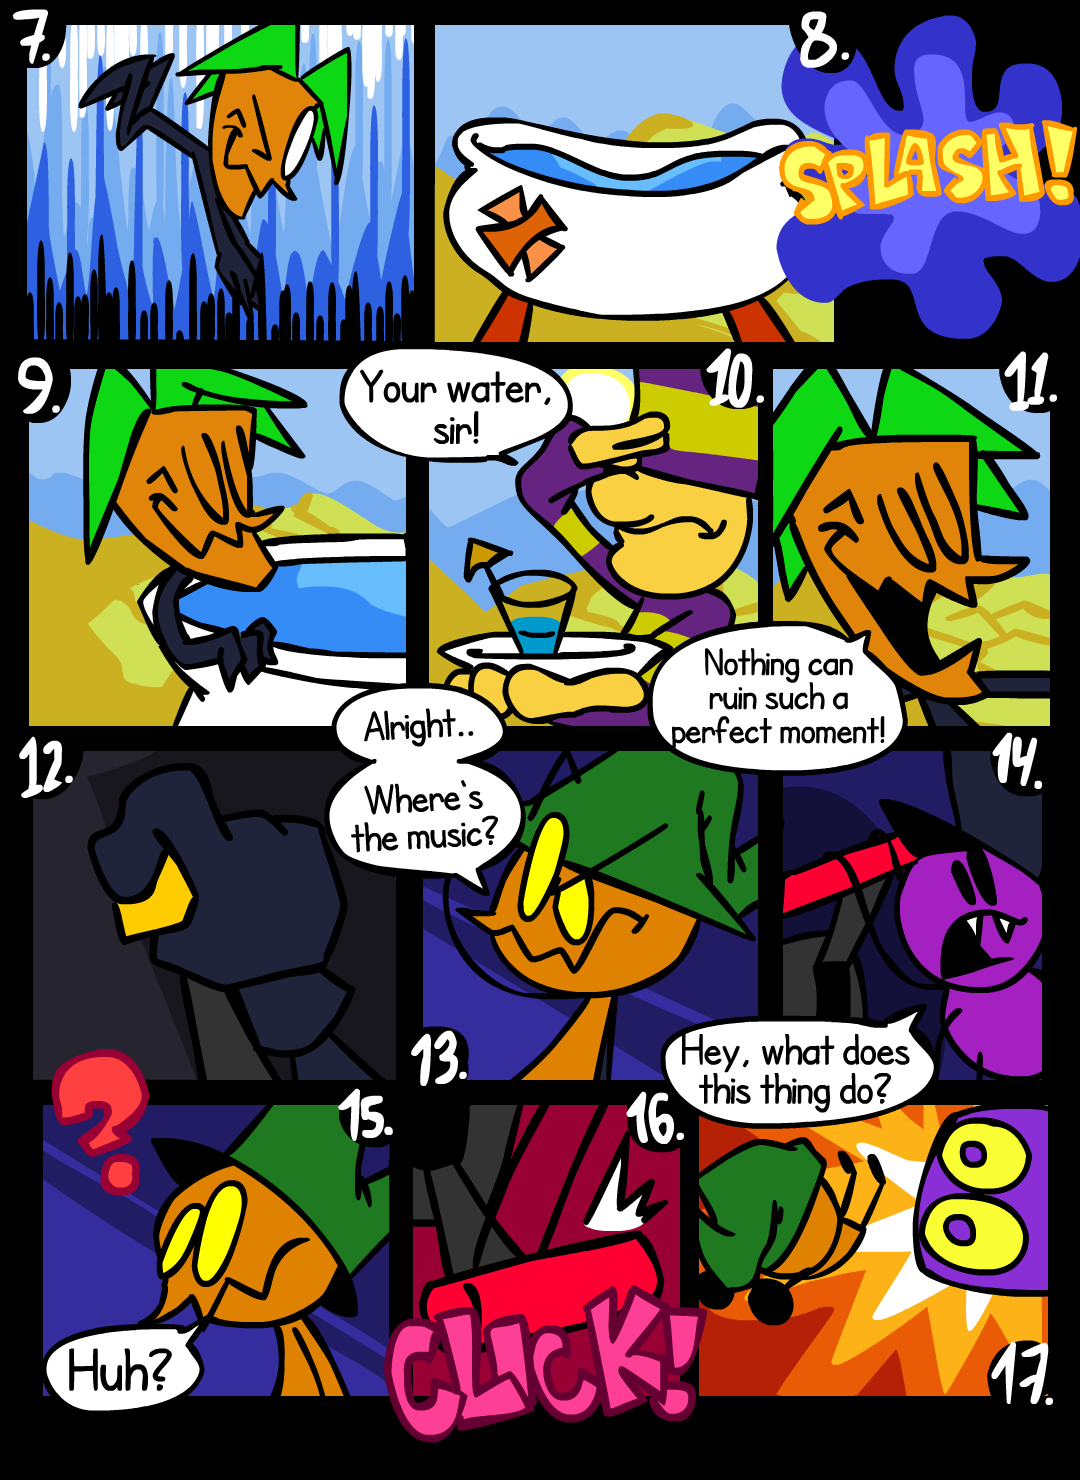 7.
8.
SPLASH!
9.
Your water,
sir!
10.
11.
Nothing can
ruin such a
perfect moment!
12.
Alright..
Where's
the music?
13.
14.
Hey, what does
this thing do?
?
15.
Huh?
16.
CLICK!
17.